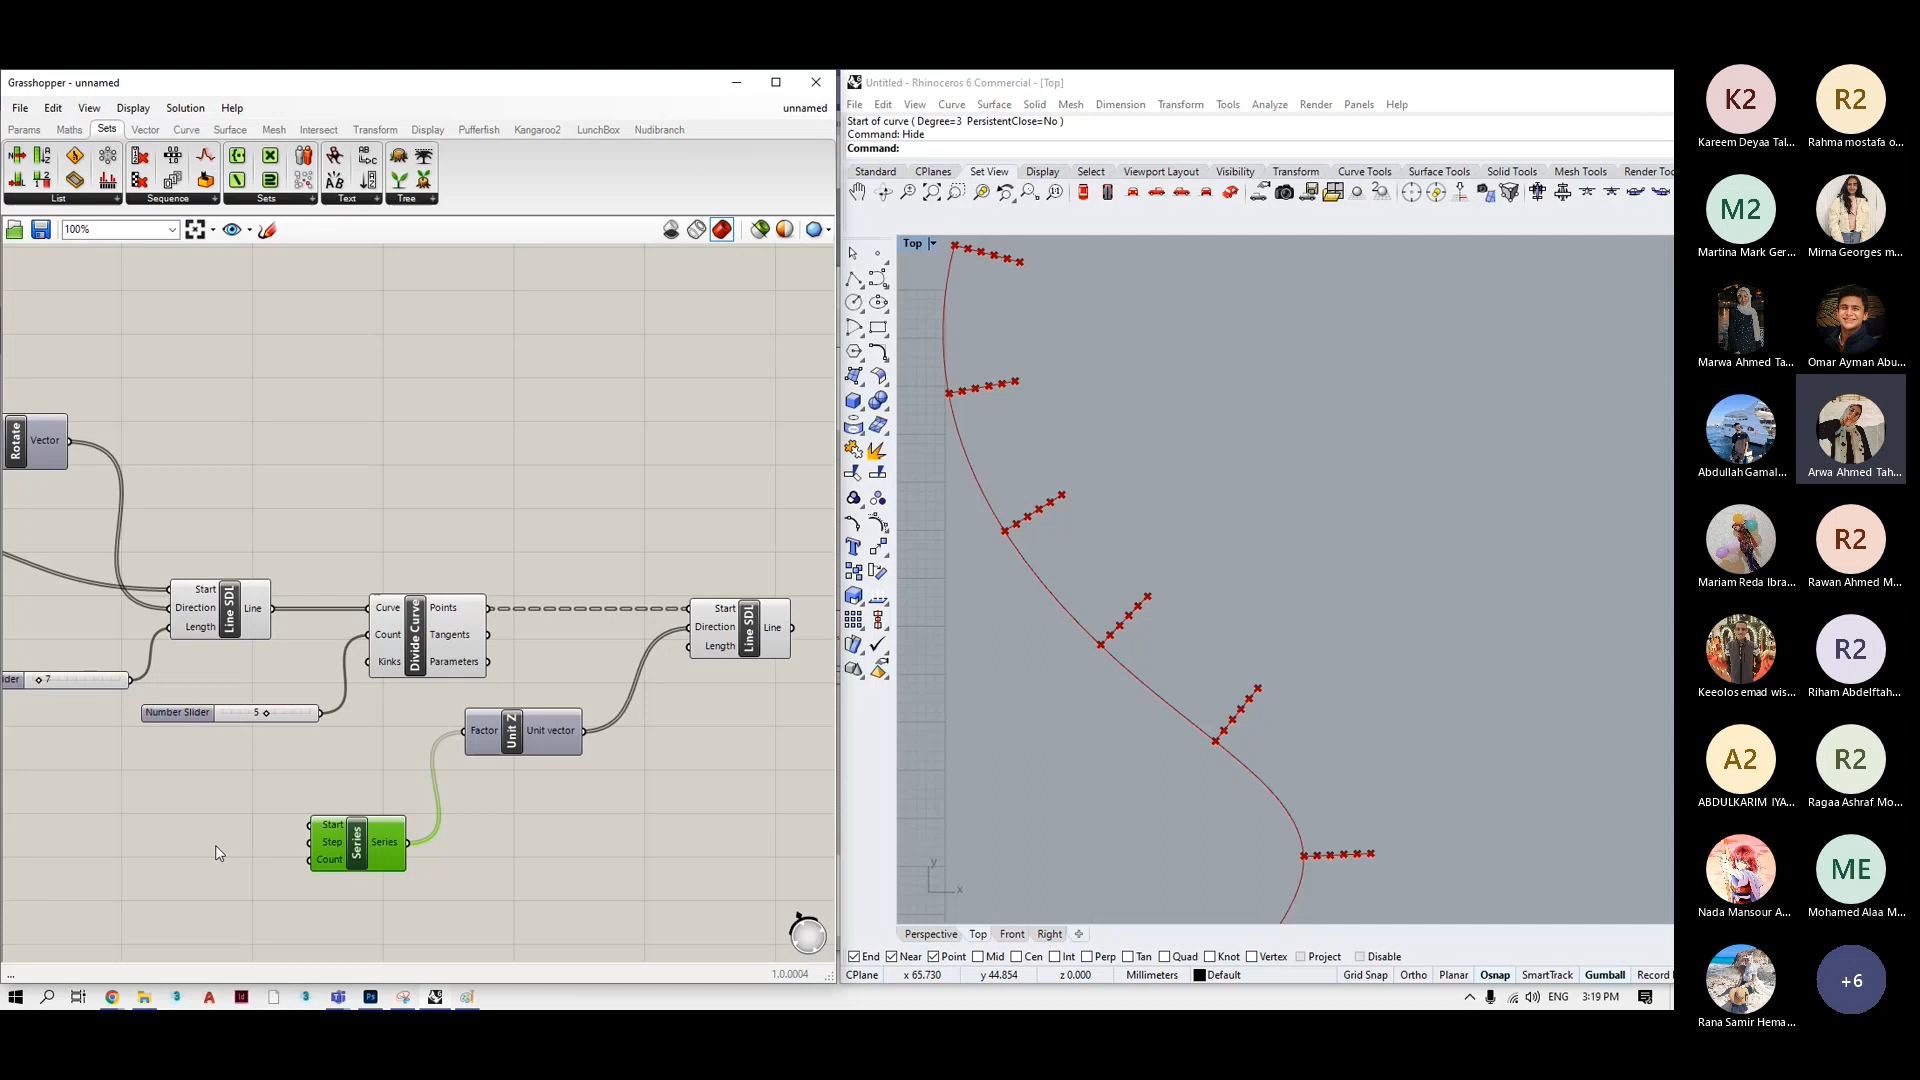 Grasshopper - unnamed
File Edit View Display Solution Help unnamed
Params Maths Sets Vector Curve Surface Mesh Intersect Transform Display Pufferfish Kangaroo2 LunchBox Nudibranch
List Sequence Sets Text Tree
100%
Rotate Vector
Start Direction Length Line SDL Line
Curve Count Kinks Divide Curve Points Tangents Parameters
Start Direction Length Line SDL Line
ider 7
Number Slider 5
Factor Unit Z Unit vector
Start Step Count Series Series
... 1.0.0004
Untitled - Rhinoceros 6 Commercial - [Top]
File Edit View Curve Surface Solid Mesh Dimension Transform Tools Analyze Render Panels Help
Start of curve ( Degree=3 PersistentClose=No )
Command: Hide
Command:
Standard CPlanes Set View Display Select Viewport Layout Visibility Transform Curve Tools Surface Tools Solid Tools Mesh Tools Render Too
Top
y
x
Perspective Top Front Right
End Near Point Mid Cen Int Perp Tan Quad Knot Vertex Project Disable
CPlane x 65.730 y 44.854 z 0.000 Millimeters Default Grid Snap Ortho Planar Osnap SmartTrack Gumball Record
ENG 3:19 PM
K2 R2
Kareem Deyaa Tal... Rahma mostafa o...
M2
Martina Mark Ger... Mirna Georges m...
Marwa Ahmed Ta... Omar Ayman Abu...
Abdullah Gamal... Arwa Ahmed Tah...
R2
Mariam Reda Ibra... Rawan Ahmed M...
R2
Keeolos emad wis... Riham Abdelftah...
A2 R2
ABDULKARIM IYA... Ragaa Ashraf Mo...
ME
Nada Mansour A... Mohamed Alaa M...
+6
Rana Samir Hema...